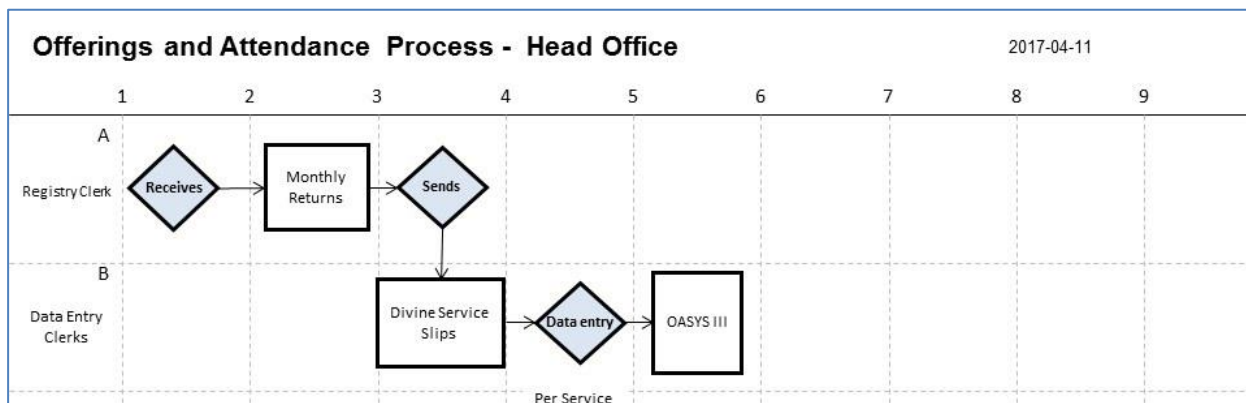 Offerings and Attendance Process - Head Office
2017-04-11
1 2 3 4 5 6 7 8 9
A
Registry Clerk
Receives
Monthly
Returns
Sends
B
Data Entry
Clerks
Divine Service
Slips
Data entry
OASYS III
Per Service